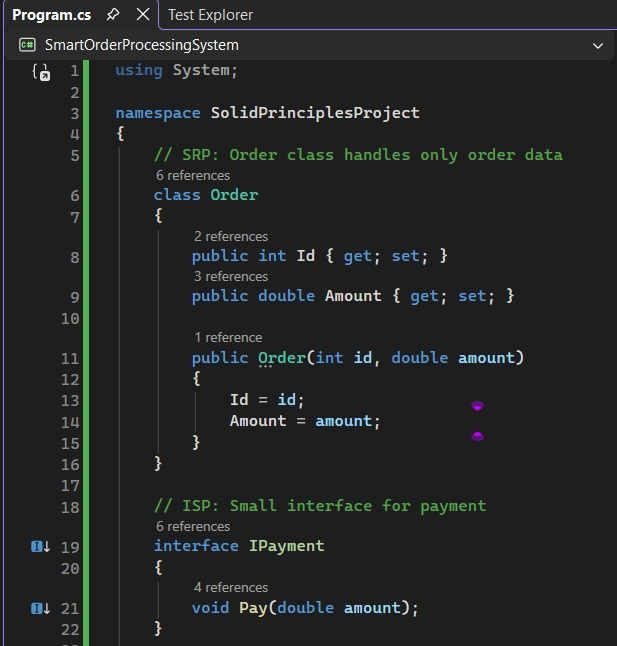 Program.cs Test Explorer
C# SmartOrderProcessingSystem
1 using System;
2
3 namespace SolidPrinciplesProject
4 {
5 // SRP: Order class handles only order data
6 references
6 class Order
7 {
2 references
8 public int Id { get; set; }
3 references
9 public double Amount { get; set; }
10
1 reference
11 public Order(int id, double amount)
12 {
13 Id = id;
14 Amount = amount;
15 }
16 }
17
18 // ISP: Small interface for payment
6 references
19 interface IPayment
20 {
4 references
21 void Pay(double amount);
22 }